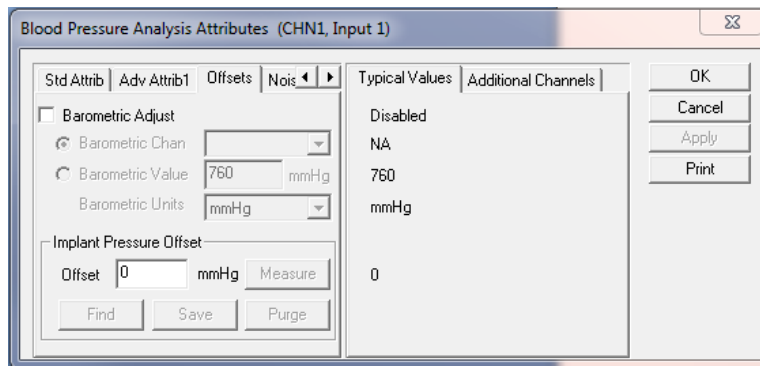 Blood Pressure Analysis Attributes (CHN1, Input 1)
Std Attrib Adv Attrib1 Offsets Nois Typical Values Additional Channels OK
Barometric Adjust Disabled Cancel
Barometric Chan NA Apply
Barometric Value 760 mmHg 760 Print
Barometric Units mmHg mmHg
Implant Pressure Offset
Offset 0 mmHg Measure 0
Find Save Purge